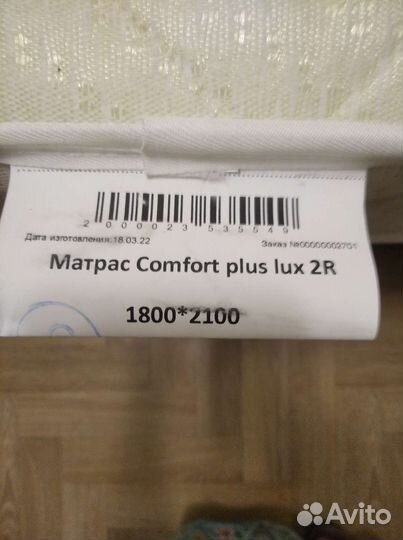 2 000023 535549
Дата изготовления:18.03.22
Заказ №00000002701
Матрас Comfort plus lux 2R
1800*2100
Avito